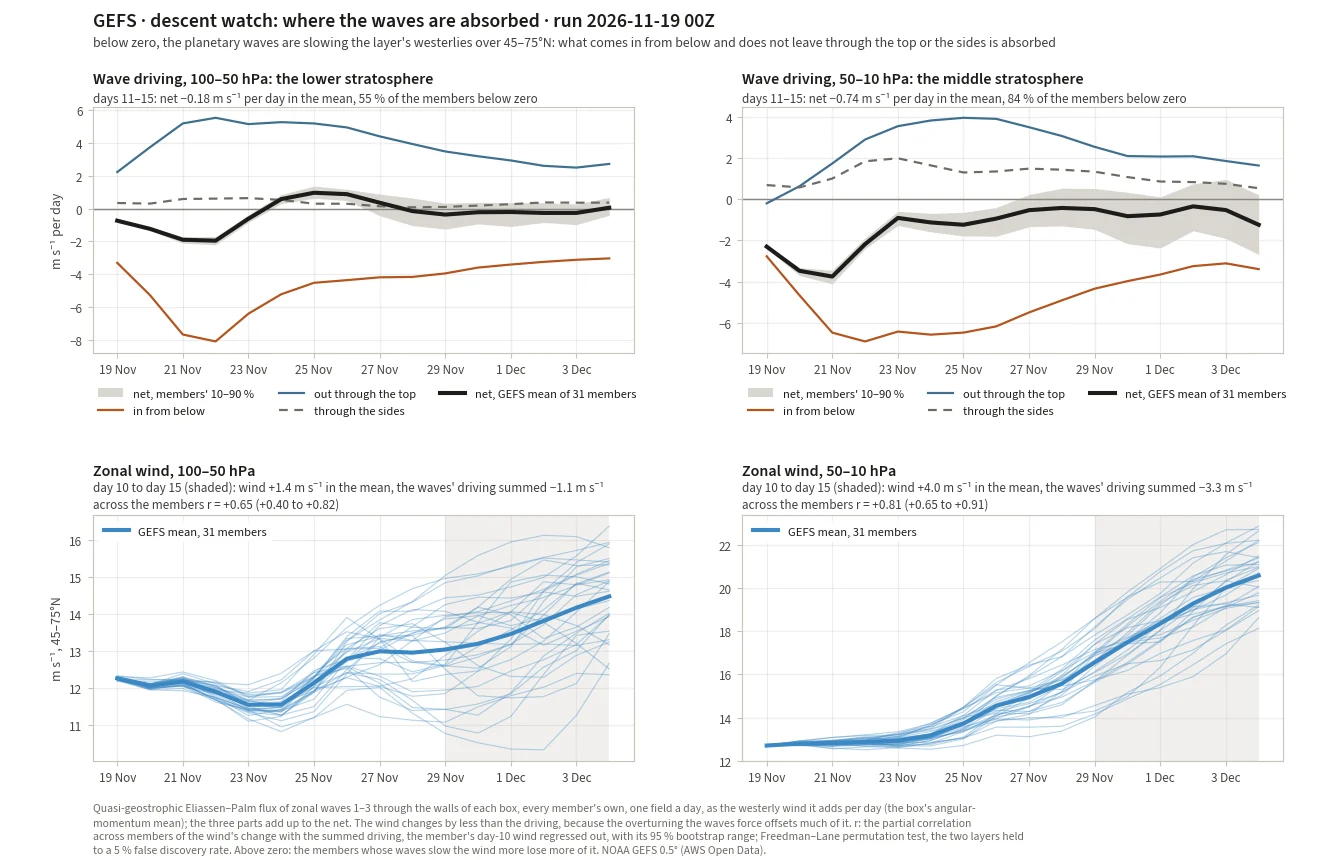 GEFS · descent watch: where the waves are absorbed · run 2026-11-19 00Z
below zero, the planetary waves are slowing the layer's westerlies over 45–75°N: what comes in from below and does not leave through the top or the sides is absorbed
Wave driving, 100–50 hPa: the lower stratosphere
days 11–15: net −0.18 m s⁻¹ per day in the mean, 55 % of the members below zero
6
4
2
0
−2
−4
−6
−8
m s⁻¹ per day
19 Nov
21 Nov
23 Nov
25 Nov
27 Nov
29 Nov
1 Dec
3 Dec
net, members' 10–90 %
out through the top
net, GEFS mean of 31 members
in from below
through the sides
Wave driving, 50–10 hPa: the middle stratosphere
days 11–15: net −0.74 m s⁻¹ per day in the mean, 84 % of the members below zero
4
2
0
−2
−4
−6
19 Nov
21 Nov
23 Nov
25 Nov
27 Nov
29 Nov
1 Dec
3 Dec
net, members' 10–90 %
out through the top
net, GEFS mean of 31 members
in from below
through the sides
Zonal wind, 100–50 hPa
day 10 to day 15 (shaded): wind +1.4 m s⁻¹ in the mean, the waves' driving summed −1.1 m s⁻¹
across the members r = +0.65 (+0.40 to +0.82)
GEFS mean, 31 members
16
15
14
13
12
11
m s⁻¹, 45–75°N
19 Nov
21 Nov
23 Nov
25 Nov
27 Nov
29 Nov
1 Dec
3 Dec
Zonal wind, 50–10 hPa
day 10 to day 15 (shaded): wind +4.0 m s⁻¹ in the mean, the waves' driving summed −3.3 m s⁻¹
across the members r = +0.81 (+0.65 to +0.91)
GEFS mean, 31 members
22
20
18
16
14
12
19 Nov
21 Nov
23 Nov
25 Nov
27 Nov
29 Nov
1 Dec
3 Dec
Quasi-geostrophic Eliassen–Palm flux of zonal waves 1–3 through the walls of each box, every member's own, one field a day, as the westerly wind it adds per day (the box's angular-
momentum mean); the three parts add up to the net. The wind changes by less than the driving, because the overturning the waves force offsets much of it. r: the partial correlation
across members of the wind's change with the summed driving, the member's day-10 wind regressed out, with its 95 % bootstrap range; Freedman–Lane permutation test, the two layers held
to a 5 % false discovery rate. Above zero: the members whose waves slow the wind more lose more of it. NOAA GEFS 0.5° (AWS Open Data).